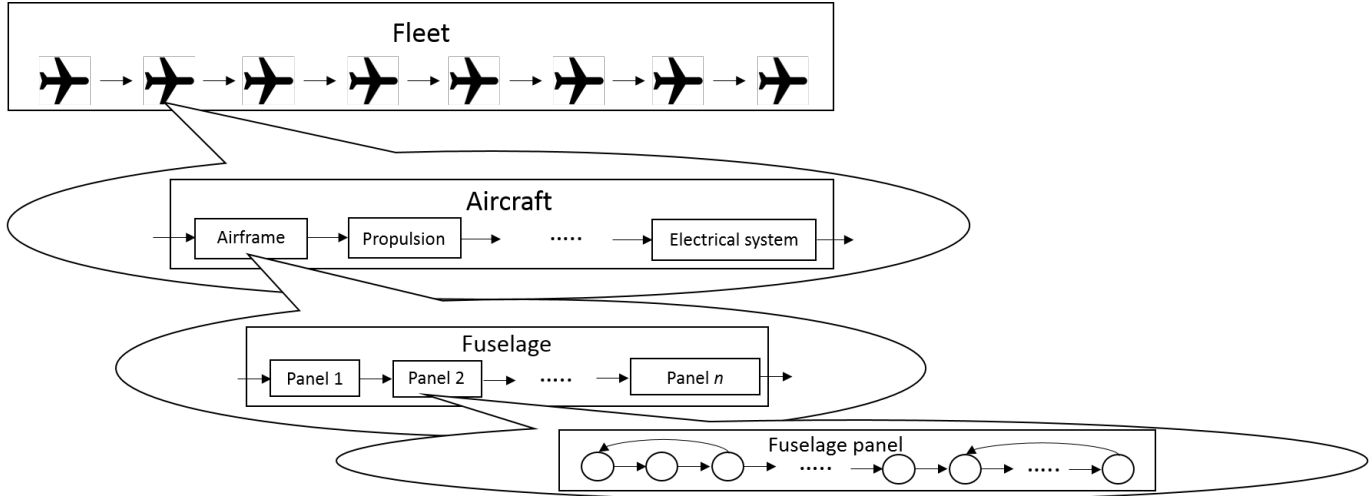 Fleet
Aircraft
Airframe Propulsion ..... Electrical system
Fuselage
Panel 1 Panel 2 ..... Panel n
Fuselage panel
..... .....